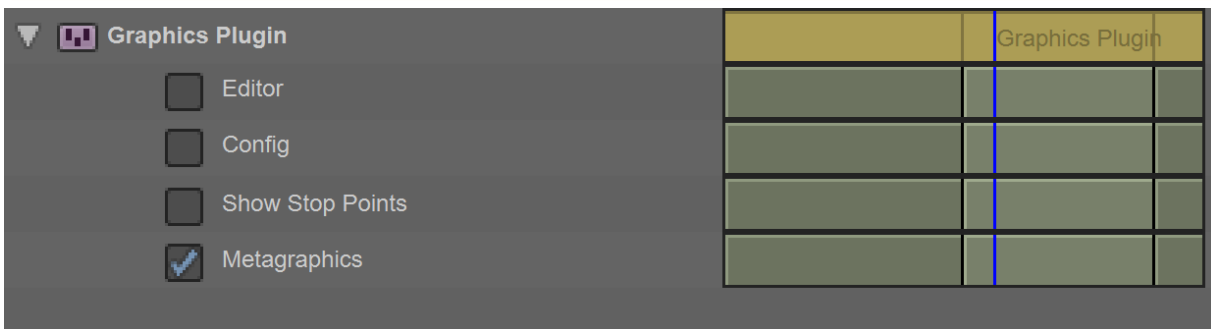 Graphics Plugin
Graphics Plugin
Editor
Config
Show Stop Points
Metagraphics